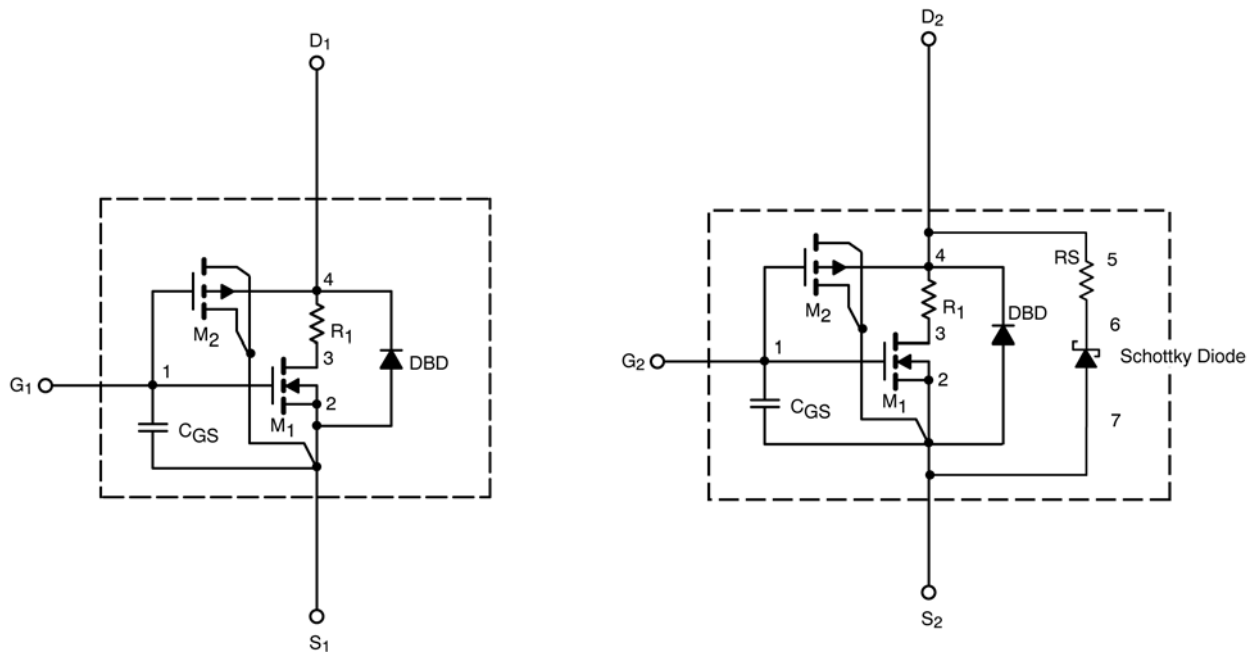 D1
4
M2
R1
3
DBD
1
G1
2
M1
CGS
S1
D2
RS
5
4
M2
R1
DBD
6
3
1
Schottky Diode
G2
2
M1
CGS
7
S2